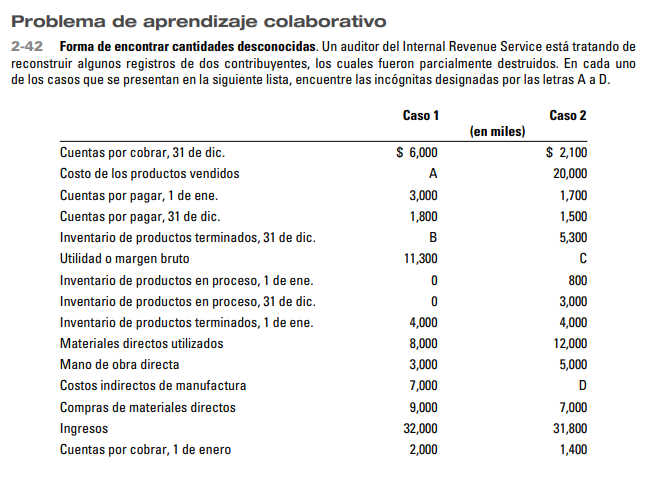 Problema de aprendizaje colaborativo
2-42 Forma de encontrar cantidades desconocidas. Un auditor del Internal Revenue Service está tratando de
reconstruir algunos registros de dos contribuyentes, los cuales fueron parcialmente destruidos. En cada uno
de los casos que se presentan en la siguiente lista, encuentre las incógnitas designadas por las letras A a D.
Caso 1 Caso 2
(en miles)
Cuentas por cobrar, 31 de dic. $ 6,000 $ 2,100
Costo de los productos vendidos A 20,000
Cuentas por pagar, 1 de ene. 3,000 1,700
Cuentas por pagar, 31 de dic. 1,800 1,500
Inventario de productos terminados, 31 de dic. B 5,300
Utilidad o margen bruto 11,300 C
Inventario de productos en proceso, 1 de ene. 0 800
Inventario de productos en proceso, 31 de dic. 0 3,000
Inventario de productos terminados, 1 de ene. 4,000 4,000
Materiales directos utilizados 8,000 12,000
Mano de obra directa 3,000 5,000
Costos indirectos de manufactura 7,000 D
Compras de materiales directos 9,000 7,000
Ingresos 32,000 31,800
Cuentas por cobrar, 1 de enero 2,000 1,400